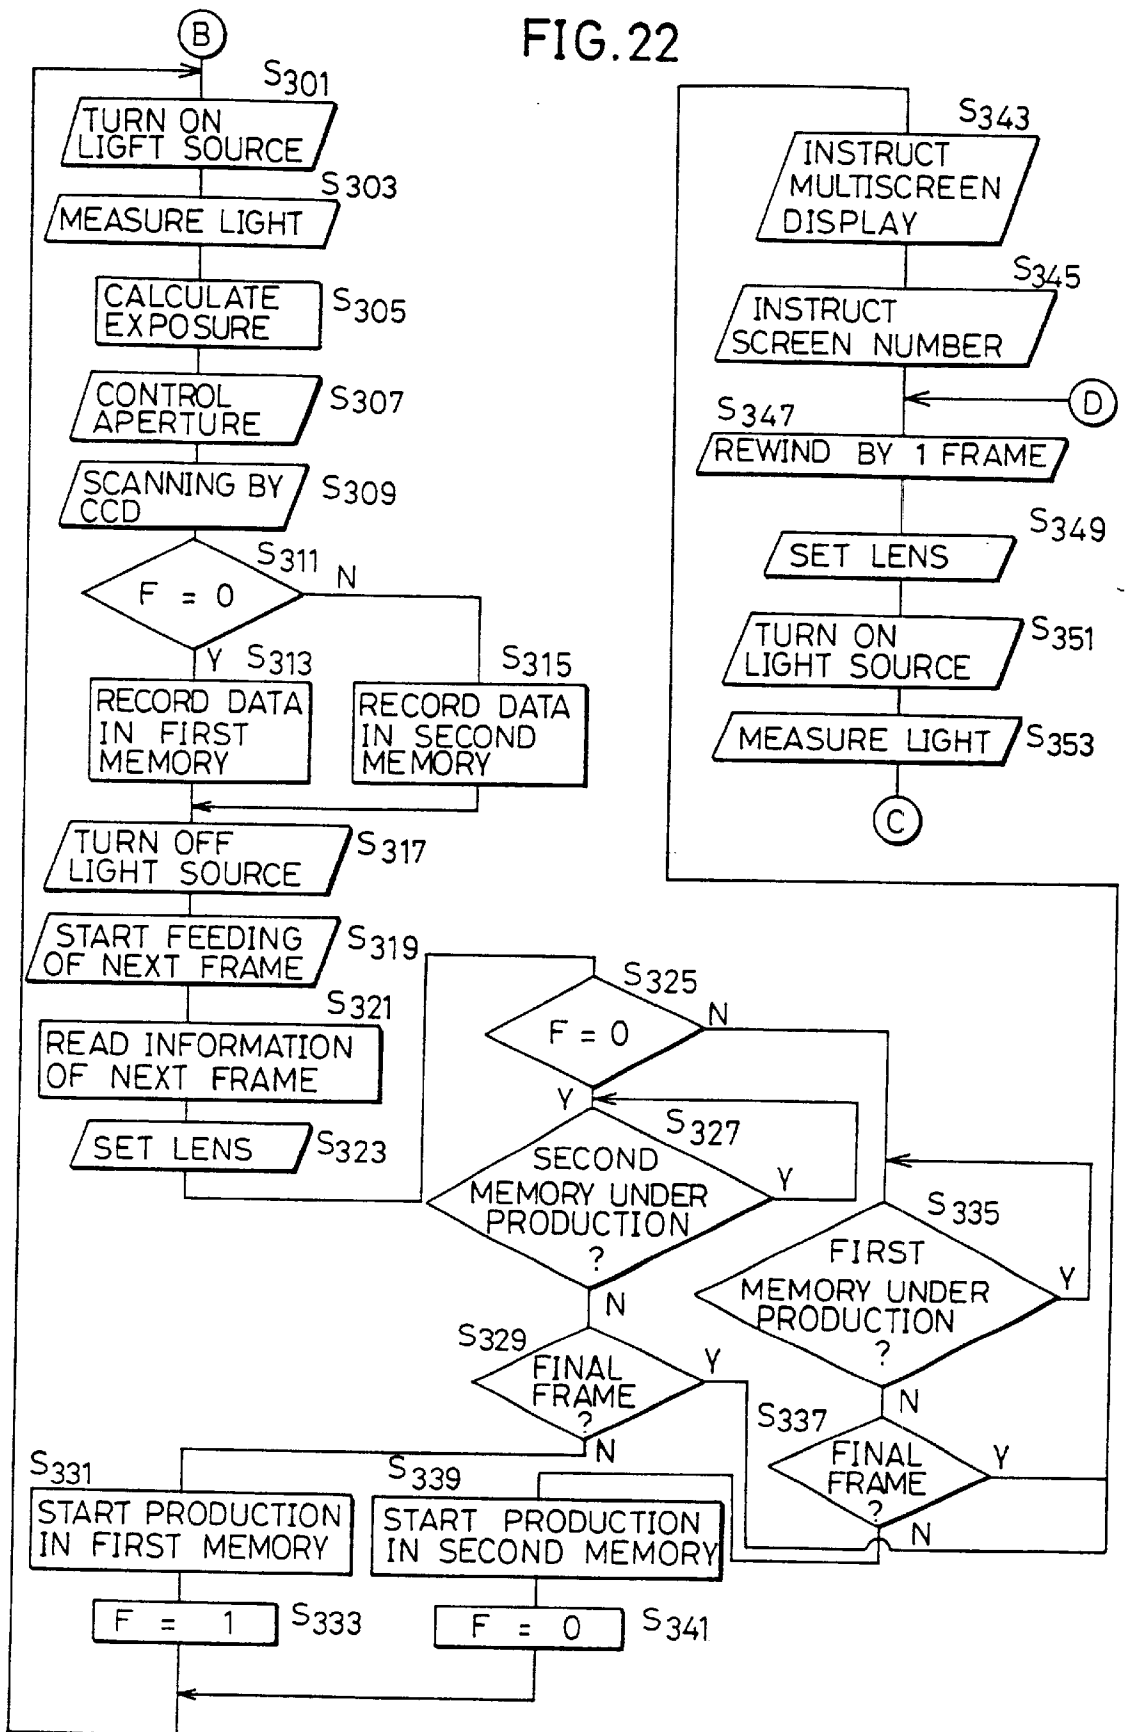 FIG.22
B
S301
TURN ON
LIGFT SOURCE
S303
MEASURE LIGHT
CALCULATE
EXPOSURE
S305
CONTROL
APERTURE
S307
SCANNING BY
CCD
S309
S311
F = 0
N
Y
S313
RECORD DATA
IN FIRST
MEMORY
S315
RECORD DATA
IN SECOND
MEMORY
TURN OFF
LIGHT SOURCE
S317
START FEEDING
OF NEXT FRAME
S319
S321
READ INFORMATION
OF NEXT FRAME
SET LENS
S323
S325
F = 0
N
Y
S327
SECOND
MEMORY UNDER
PRODUCTION
?
Y
N
S329
FINAL
FRAME
?
Y
N
S331
START PRODUCTION
IN FIRST MEMORY
F = 1
S333
S335
FIRST
MEMORY UNDER
PRODUCTION
?
Y
N
S337
FINAL
FRAME
?
Y
N
S339
START PRODUCTION
IN SECOND MEMORY
F = 0
S341
S343
INSTRUCT
MULTISCREEN
DISPLAY
S345
INSTRUCT
SCREEN NUMBER
D
S347
REWIND BY 1 FRAME
S349
SET LENS
TURN ON
LIGHT SOURCE
S351
MEASURE LIGHT
S353
C